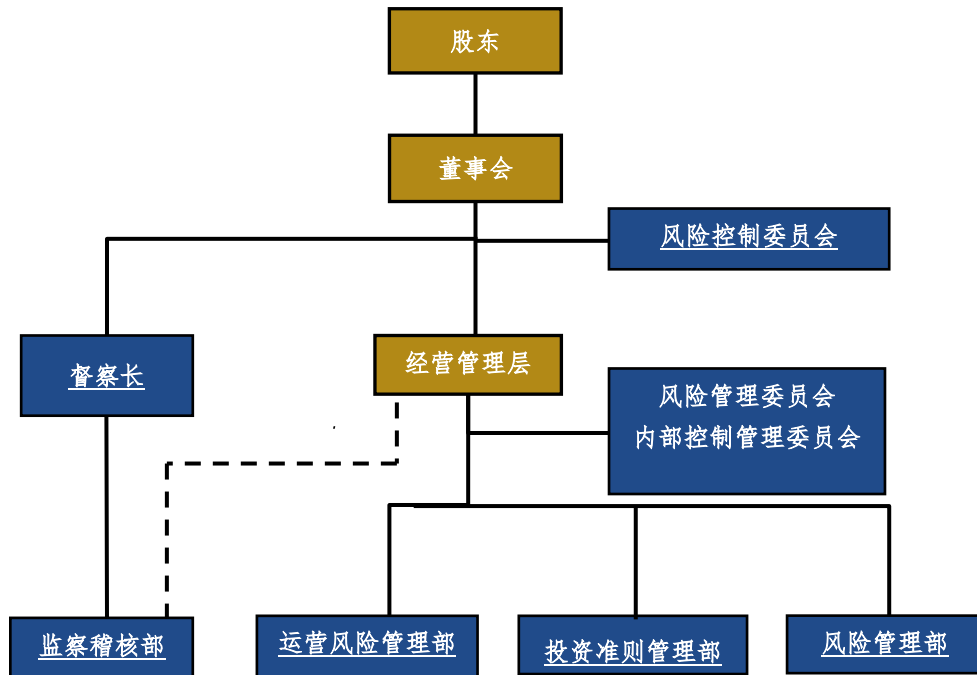 股东
董事会
风险控制委员会
督察长
经营管理层
风险管理委员会
内部控制管理委员会
监察稽核部
运营风险管理部
投资准则管理部
风险管理部